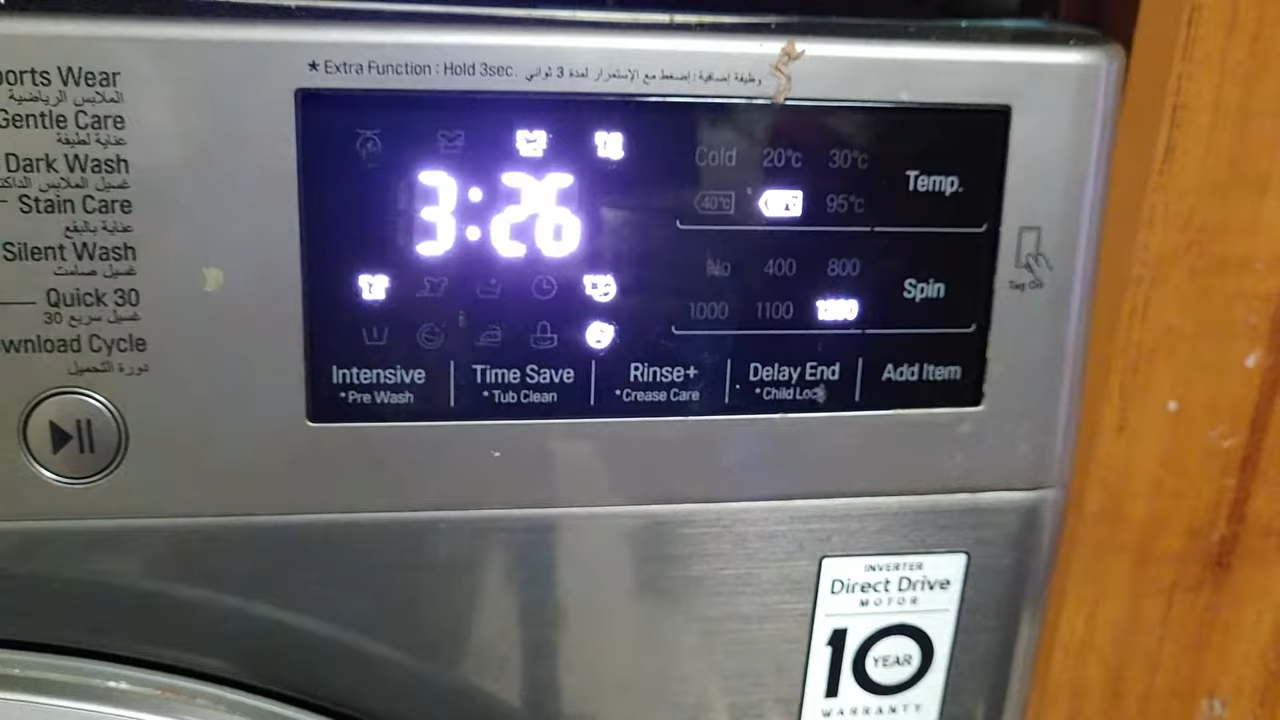 Sports Wear
الملابس الرياضية
Gentle Care
عناية لطيفة
Dark Wash
غسيل الملابس
Stain Care
عناية بالبقع
Silent Wash
غسيل صامت
Quick 30
غسيل سريع 30
wnload Cycle
دورة التحميل
* Extra Function : Hold 3sec. وظيفة إضافية : إضغط مع الإستمرار لمدة 3 ثواني
3:26
Cold 20°c 30°c
40°c 95°c
Temp.
No 400 800
1000 1100
Spin
Tag On
Intensive
*Pre Wash
Time Save
*Tub Clean
Rinse+
*Crease Care
Delay End
*Child Lock
Add Item
INVERTER
Direct Drive
MOTOR
10 YEAR
WARRANTY